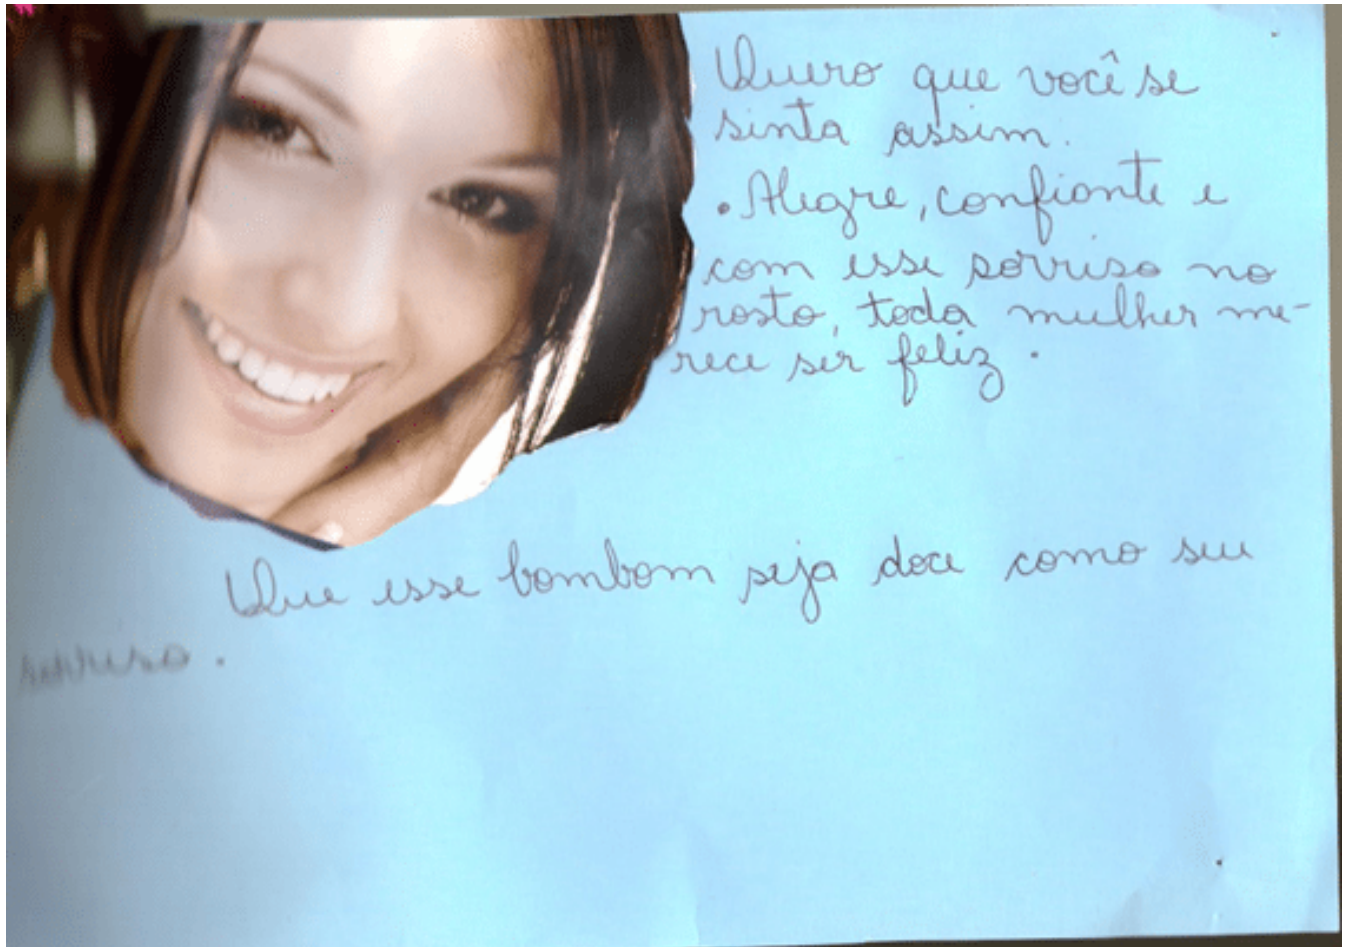 Quero que você se
sinta assim.
. Alegre, confiante e
com esse sorriso no
rosto, toda mulher me-
rece ser feliz .
Que esse bombom seja doce como seu
sorriso .